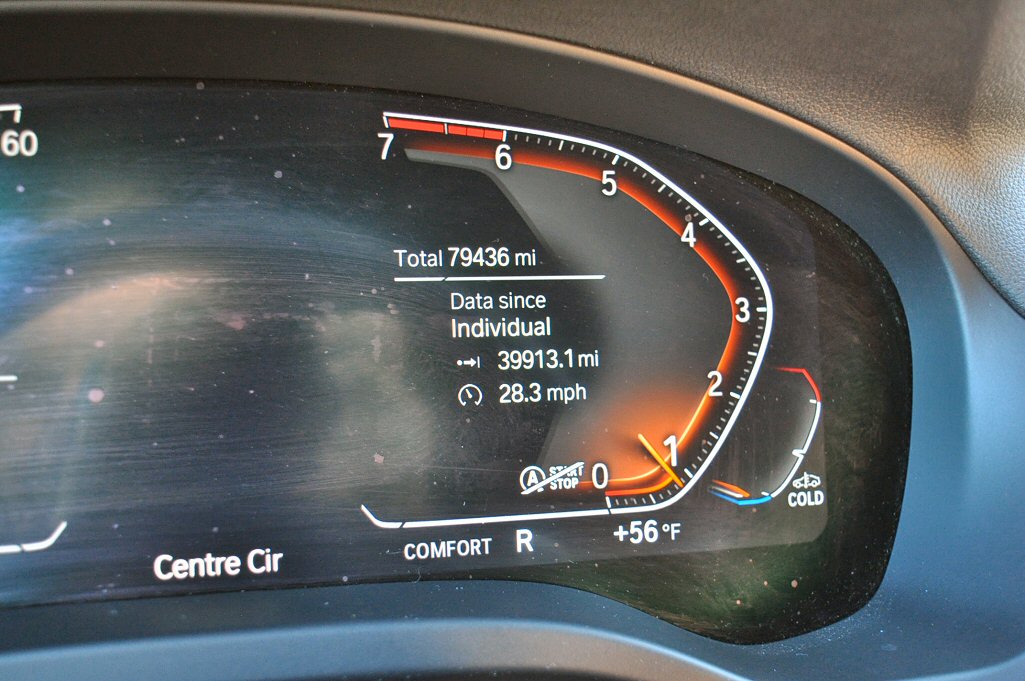 60
7
6
5
4
3
2
1
0
Total 79436 mi
Data since
Individual
39913.1 mi
28.3 mph
A START
STOP
COLD
COMFORT R +56 °F
Centre Cir